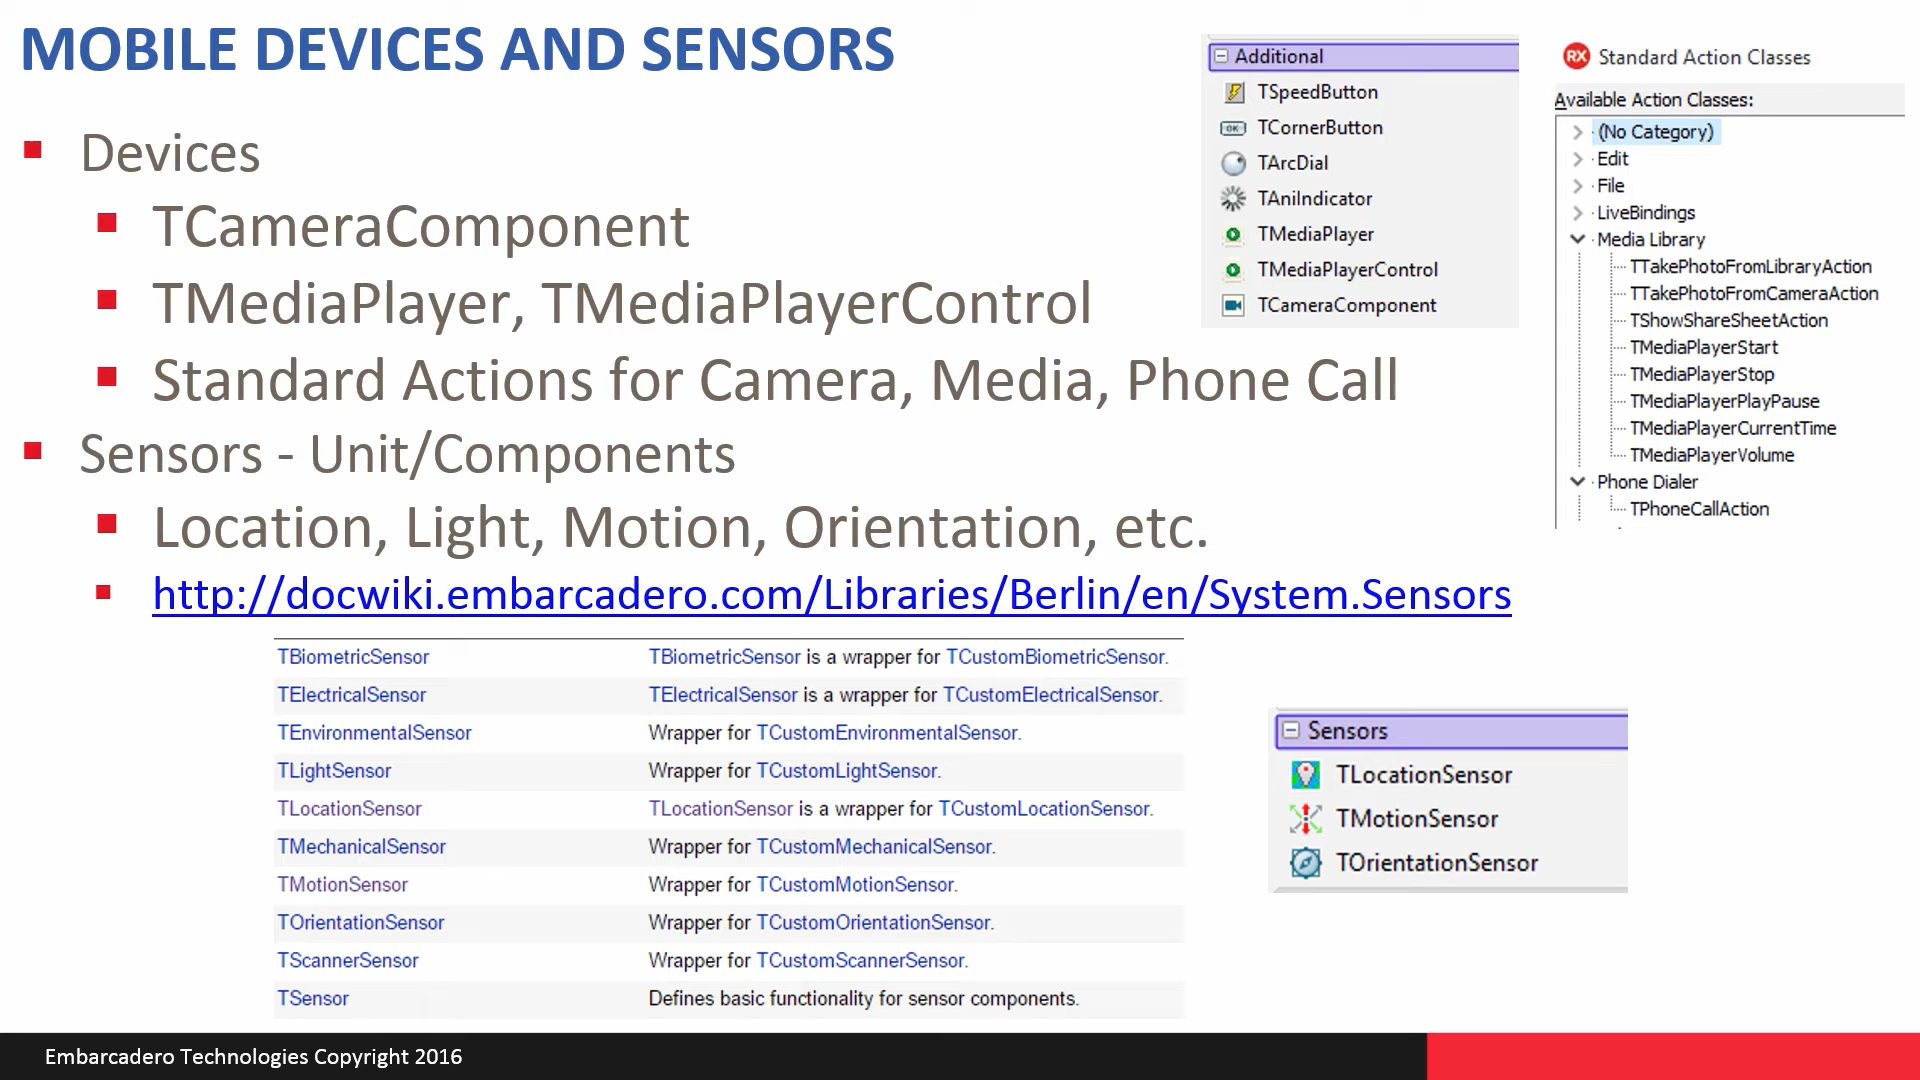 MOBILE DEVICES AND SENSORS
Devices
TCameraComponent
TMediaPlayer, TMediaPlayerControl
Standard Actions for Camera, Media, Phone Call
Sensors - Unit/Components
Location, Light, Motion, Orientation, etc.
http://docwiki.embarcadero.com/Libraries/Berlin/en/System.Sensors
Additional
TSpeedButton
TCornerButton
TArcDial
TAniIndicator
TMediaPlayer
TMediaPlayerControl
TCameraComponent
RX Standard Action Classes
Available Action Classes:
(No Category)
Edit
File
LiveBindings
Media Library
TTakePhotoFromLibraryAction
TTakePhotoFromCameraAction
TShowShareSheetAction
TMediaPlayerStart
TMediaPlayerStop
TMediaPlayerPlayPause
TMediaPlayerCurrentTime
TMediaPlayerVolume
Phone Dialer
TPhoneCallAction
TBiometricSensor TBiometricSensor is a wrapper for TCustomBiometricSensor.
TElectricalSensor TElectricalSensor is a wrapper for TCustomElectricalSensor.
TEnvironmentalSensor Wrapper for TCustomEnvironmentalSensor.
TLightSensor Wrapper for TCustomLightSensor.
TLocationSensor TLocationSensor is a wrapper for TCustomLocationSensor.
TMechanicalSensor Wrapper for TCustomMechanicalSensor.
TMotionSensor Wrapper for TCustomMotionSensor.
TOrientationSensor Wrapper for TCustomOrientationSensor.
TScannerSensor Wrapper for TCustomScannerSensor.
TSensor Defines basic functionality for sensor components.
Sensors
TLocationSensor
TMotionSensor
TOrientationSensor
Embarcadero Technologies Copyright 2016